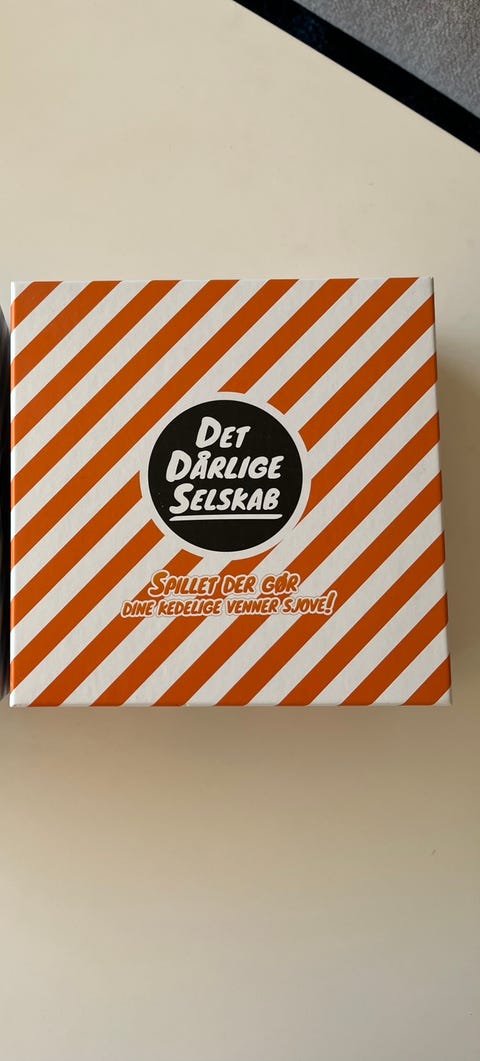 Det
Dårlige
Selskab
Spillet der gør
dine kedelige venner sjove!